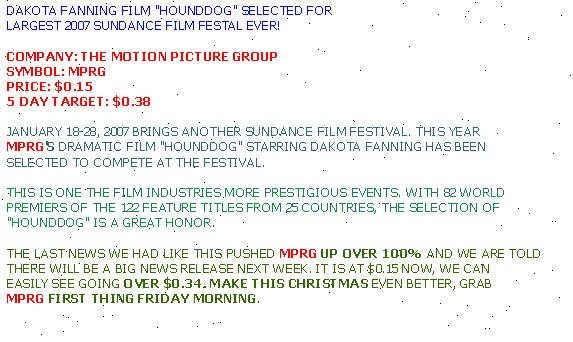 DAKOTA FANNING FILM "HOUNDDOG" SELECTED FOR
LARGEST 2007 SUNDANCE FILM FESTAL EVER!
COMPANY: THE MOTION PICTURE GROUP
SYMBOL: MPRG
PRICE: $0.15
5 DAY TARGET: $0.38
JANUARY 18-28, 2007 BRINGS ANOTHER SUNDANCE FILM FESTIVAL. THIS YEAR
MPRG'S DRAMATIC FILM "HOUNDDOG" STARRING DAKOTA FANNING HAS BEEN
SELECTED TO COMPETE AT THE FESTIVAL.
THIS IS ONE THE FILM INDUSTRIES MORE PRESTIGIOUS EVENTS. WITH 82 WORLD
PREMIERS OF THE 122 FEATURE TITLES FROM 25 COUNTRIES, THE SELECTION OF
"HOUNDDOG" IS A GREAT HONOR.
THE LAST NEWS WE HAD LIKE THIS PUSHED MPRG UP OVER 100% AND WE ARE TOLD
THERE WILL BE A BIG NEWS RELEASE NEXT WEEK. IT IS AT $0.15 NOW, WE CAN
EASILY SEE GOING OVER $0.34. MAKE THIS CHRISTMAS EVEN BETTER, GRAB
MPRG FIRST THING FRIDAY MORNING.